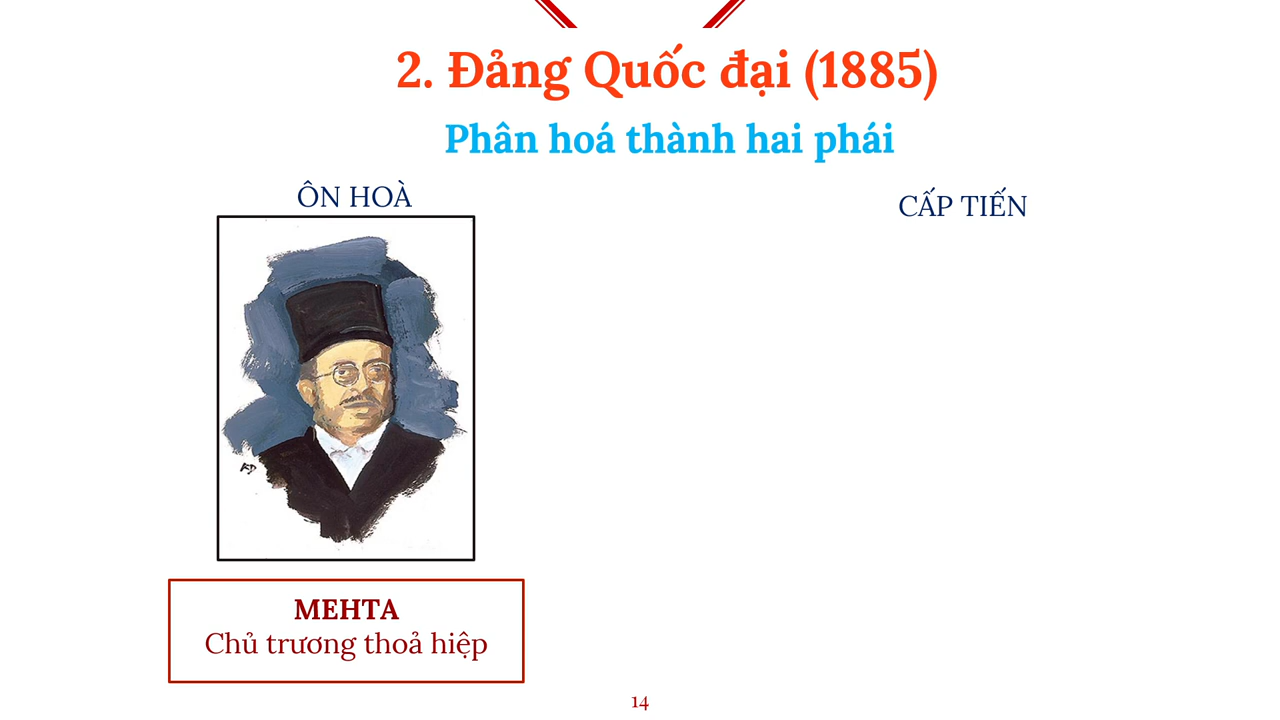 2. Đảng Quốc đại (1885)
Phân hoá thành hai phái
ÔN HOÀ
CẤP TIẾN
MEHTA
Chủ trương thoả hiệp
14